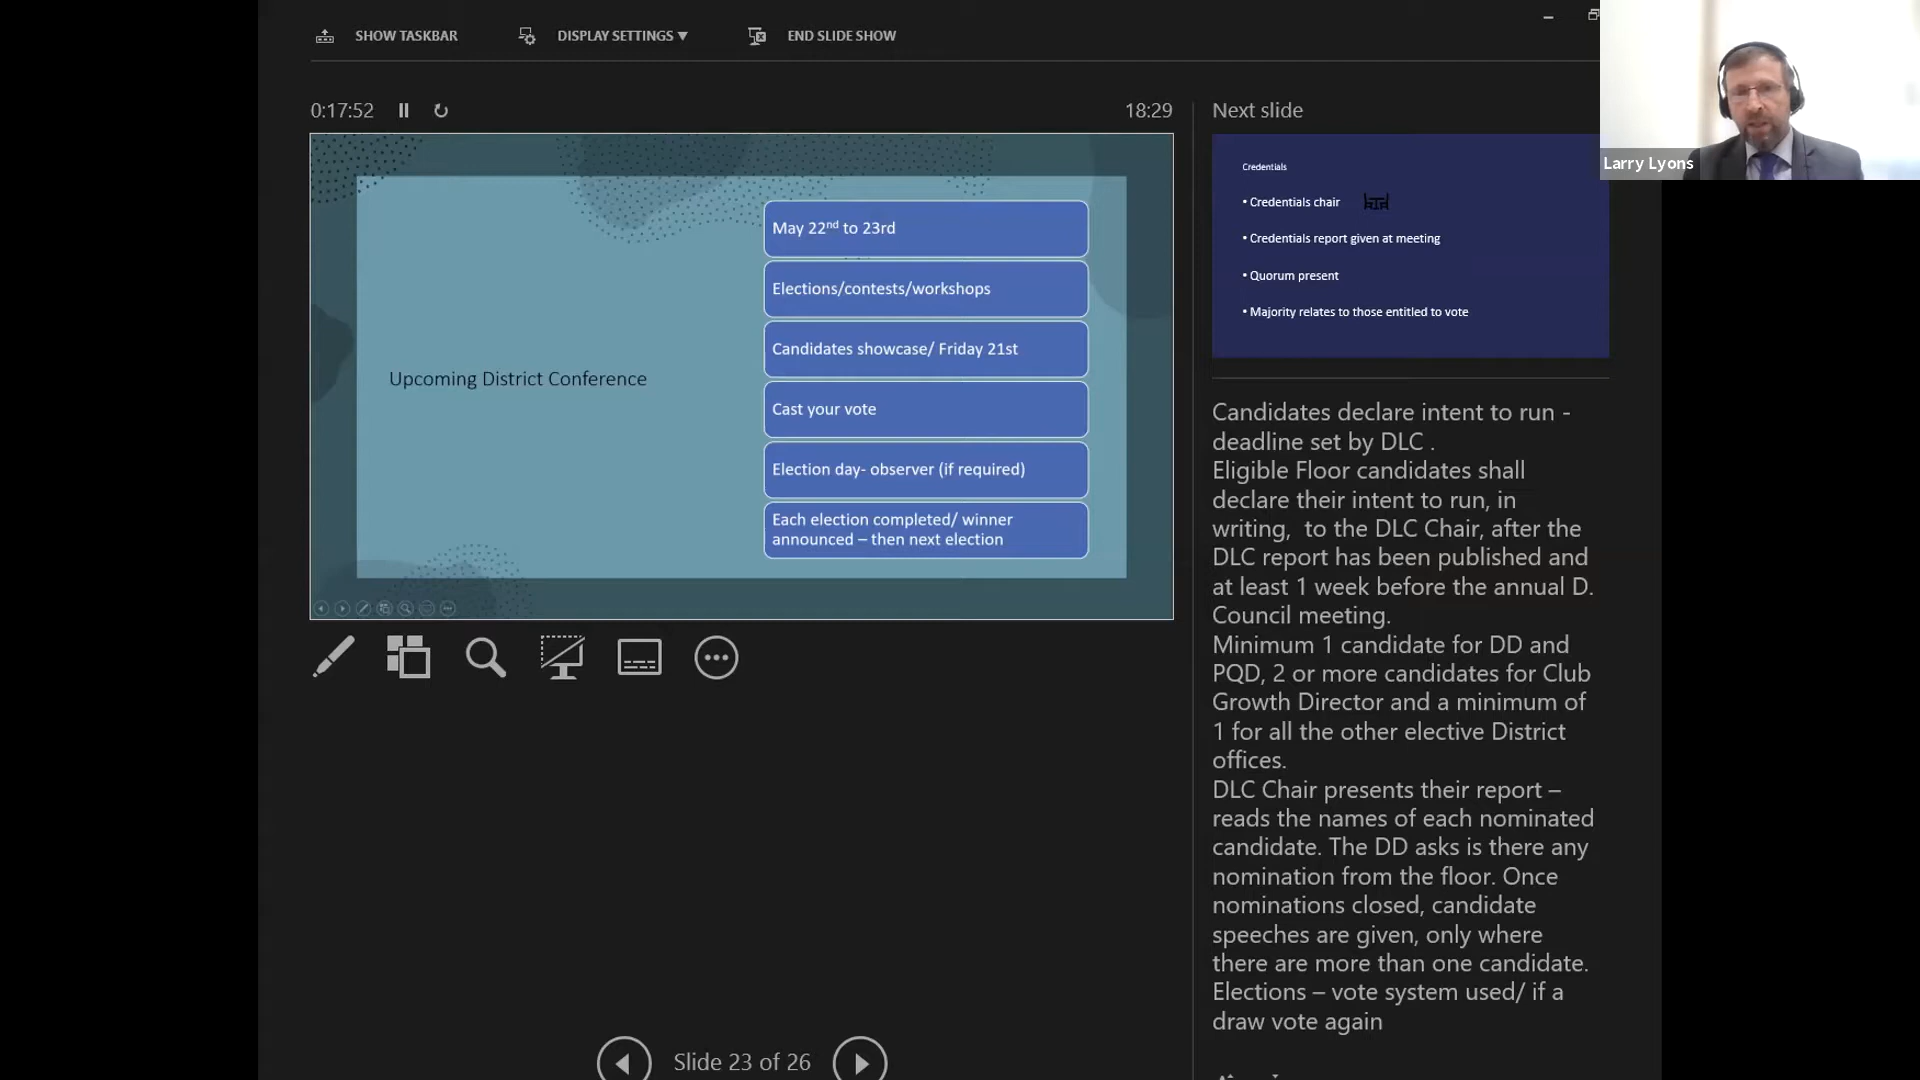 SHOW TASKBAR
DISPLAY SETTINGS ▼
END SLIDE SHOW
0:17:52
18:29
Next slide
Larry Lyons
Upcoming District Conference
May 22nd to 23rd
Elections/contests/workshops
Candidates showcase/ Friday 21st
Cast your vote
Election day- observer (if required)
Each election completed/ winner
announced – then next election
Credentials
• Credentials chair
• Credentials report given at meeting
• Quorum present
• Majority relates to those entitled to vote
Candidates declare intent to run -
deadline set by DLC .
Eligible Floor candidates shall
declare their intent to run, in
writing,  to the DLC Chair, after the
DLC report has been published and
at least 1 week before the annual D.
Council meeting.
Minimum 1 candidate for DD and
PQD, 2 or more candidates for Club
Growth Director and a minimum of
1 for all the other elective District
offices.
DLC Chair presents their report –
reads the names of each nominated
candidate. The DD asks is there any
nomination from the floor. Once
nominations closed, candidate
speeches are given, only where
there are more than one candidate.
Elections – vote system used/ if a
draw vote again
Slide 23 of 26